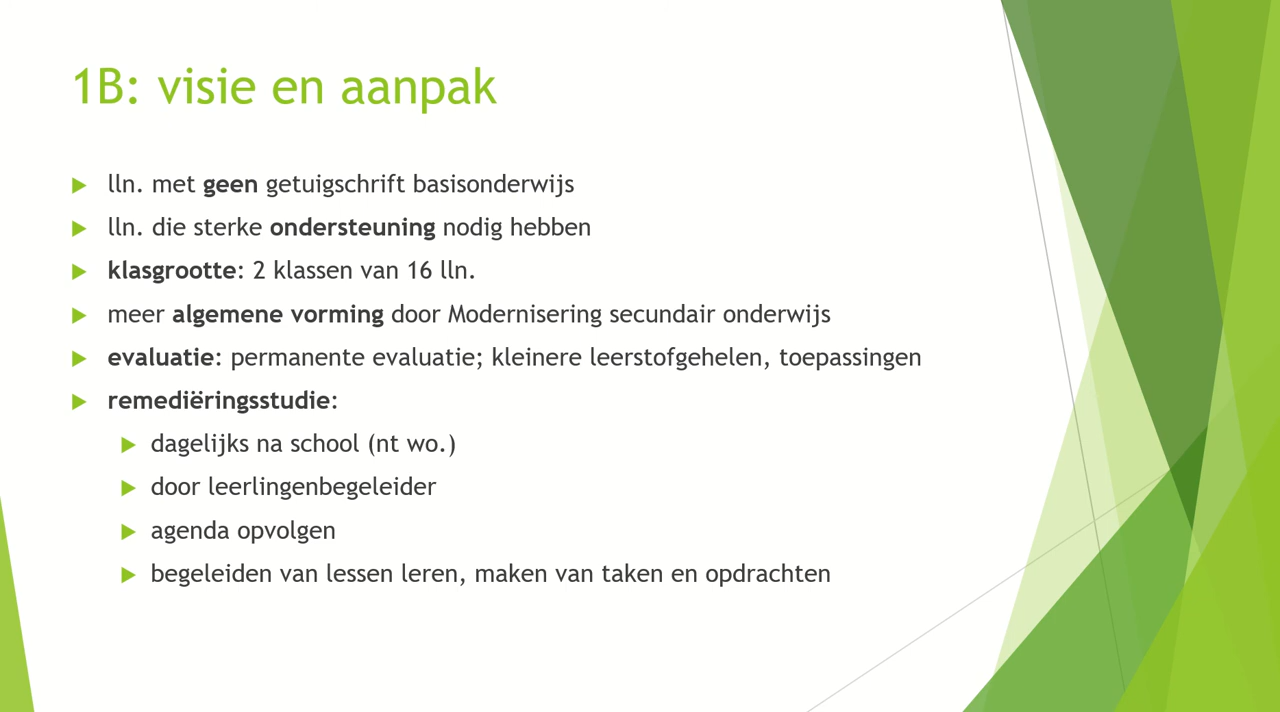 1B: visie en aanpak
lln. met geen getuigschrift basisonderwijs
lln. die sterke ondersteuning nodig hebben
klasgrootte: 2 klassen van 16 lln.
meer algemene vorming door Modernisering secundair onderwijs
evaluatie: permanente evaluatie; kleinere leerstofgehelen, toepassingen
remediëringsstudie:
dagelijks na school (nt wo.)
door leerlingenbegeleider
agenda opvolgen
begeleiden van lessen leren, maken van taken en opdrachten